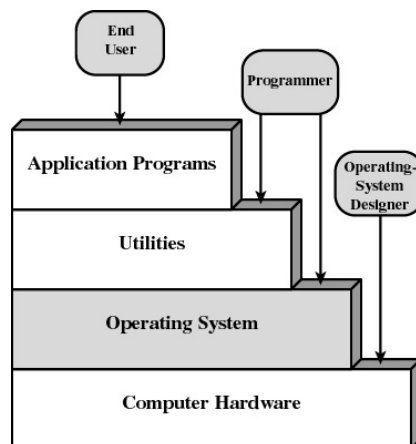 End
User
Programmer
Application Programs
Operating-
System
Designer
Utilities
Operating System
Computer Hardware